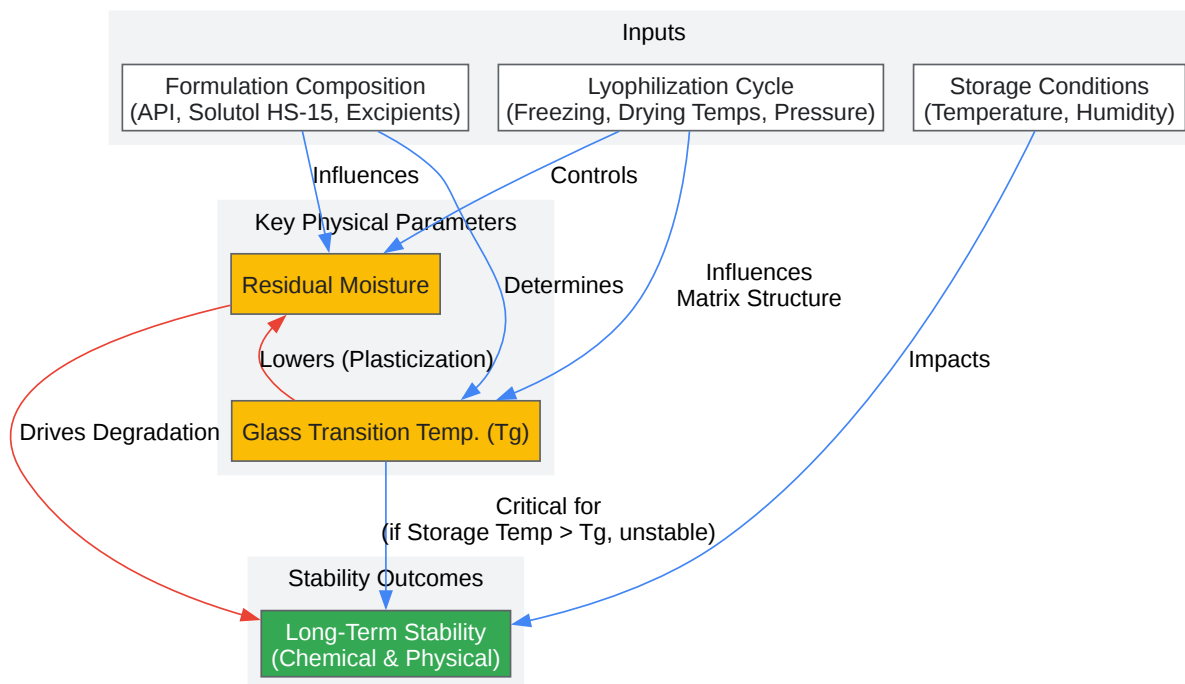 Inputs
Formulation Composition
(API, Solutol HS-15, Excipients)
Lyophilization Cycle
(Freezing, Drying Temps, Pressure)
Storage Conditions
(Temperature, Humidity)
Influences
Controls
Key Physical Parameters
Residual Moisture
Determines
Influences
Matrix Structure
Lowers (Plasticization)
Impacts
Drives Degradation
Glass Transition Temp. (Tg)
Critical for
(if Storage Temp > Tg, unstable)
Stability Outcomes
Long-Term Stability
(Chemical & Physical)